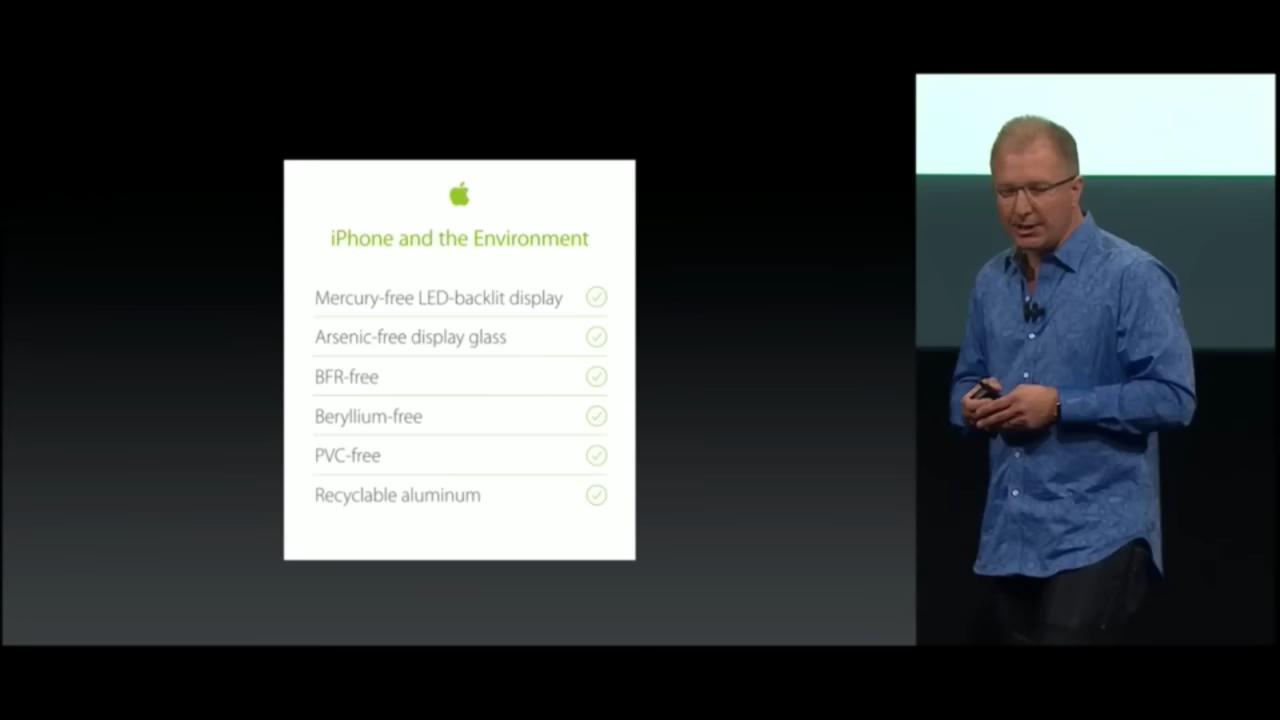 iPhone and the Environment
Mercury-free LED-backlit display
Arsenic-free display glass
BFR-free
Beryllium-free
PVC-free
Recyclable aluminum